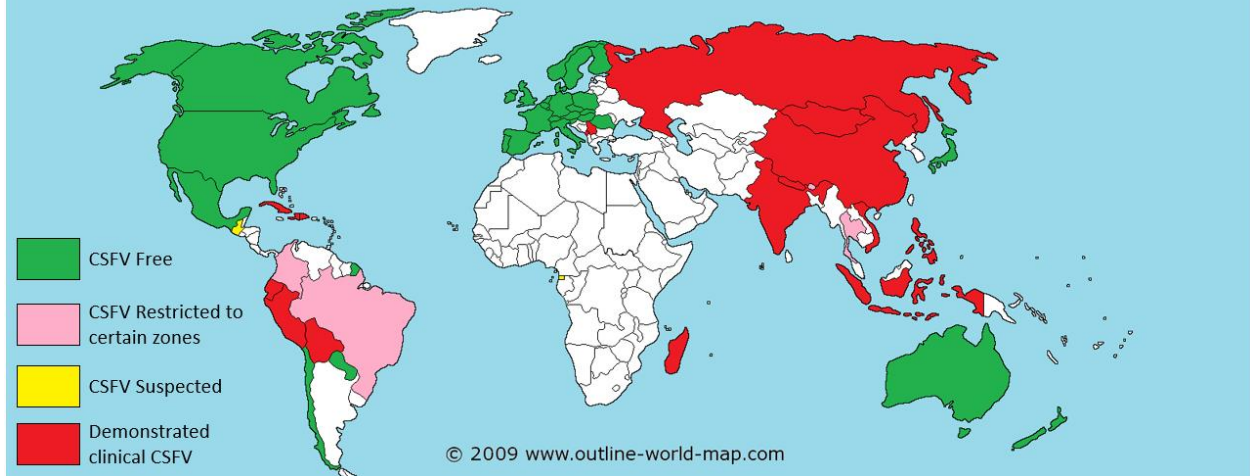 CSFV Free
CSFV Restricted to
certain zones
CSFV Suspected
Demonstrated
clinical CSFV
© 2009 www.outline-world-map.com